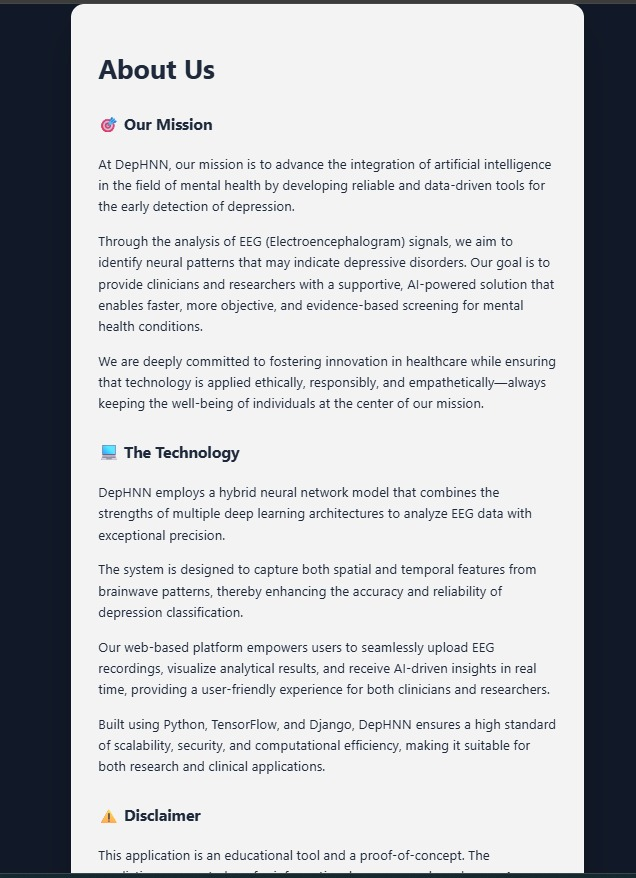 About Us
Our Mission
At DepHNN, our mission is to advance the integration of artificial intelligence
in the field of mental health by developing reliable and data-driven tools for
the early detection of depression.
Through the analysis of EEG (Electroencephalogram) signals, we aim to
identify neural patterns that may indicate depressive disorders. Our goal is to
provide clinicians and researchers with a supportive, AI-powered solution that
enables faster, more objective, and evidence-based screening for mental
health conditions.
We are deeply committed to fostering innovation in healthcare while ensuring
that technology is applied ethically, responsibly, and empathetically—always
keeping the well-being of individuals at the center of our mission.
The Technology
DepHNN employs a hybrid neural network model that combines the
strengths of multiple deep learning architectures to analyze EEG data with
exceptional precision.
The system is designed to capture both spatial and temporal features from
brainwave patterns, thereby enhancing the accuracy and reliability of
depression classification.
Our web-based platform empowers users to seamlessly upload EEG
recordings, visualize analytical results, and receive AI-driven insights in real
time, providing a user-friendly experience for both clinicians and researchers.
Built using Python, TensorFlow, and Django, DepHNN ensures a high standard
of scalability, security, and computational efficiency, making it suitable for
both research and clinical applications.
Disclaimer
This application is an educational tool and a proof-of-concept. The